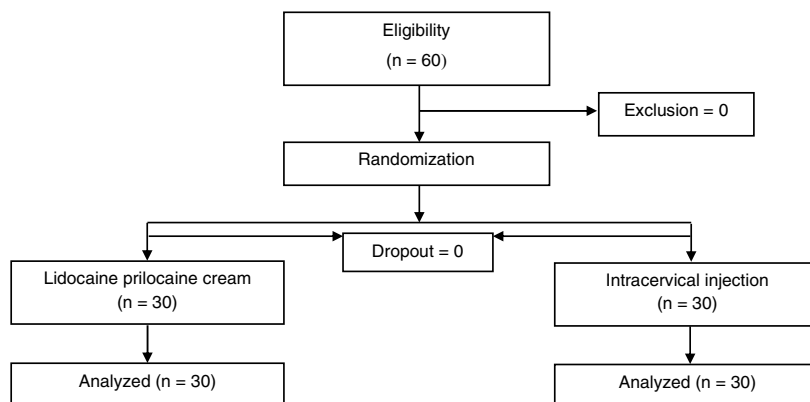 Eligibility
(n = 60)
Exclusion = 0
Randomization
Dropout = 0
Lidocaine prilocaine cream
(n = 30)
Intracervical injection
(n = 30)
Analyzed (n = 30)
Analyzed (n = 30)